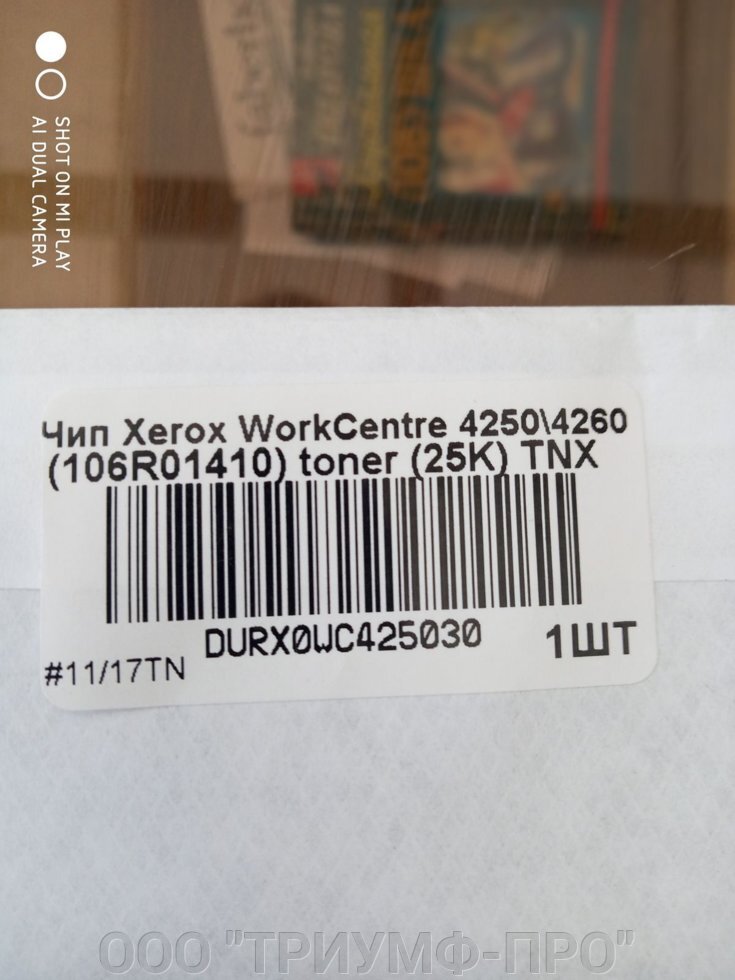 SHOT ON MI PLAY
AI DUAL CAMERA
Чип Xerox WorkCentre 4250\4260
(106R01410) toner (25K) TNX
DURX0WC425030
1ШТ
#11/17TN
ООО "ТРИУМФ-ПРО"